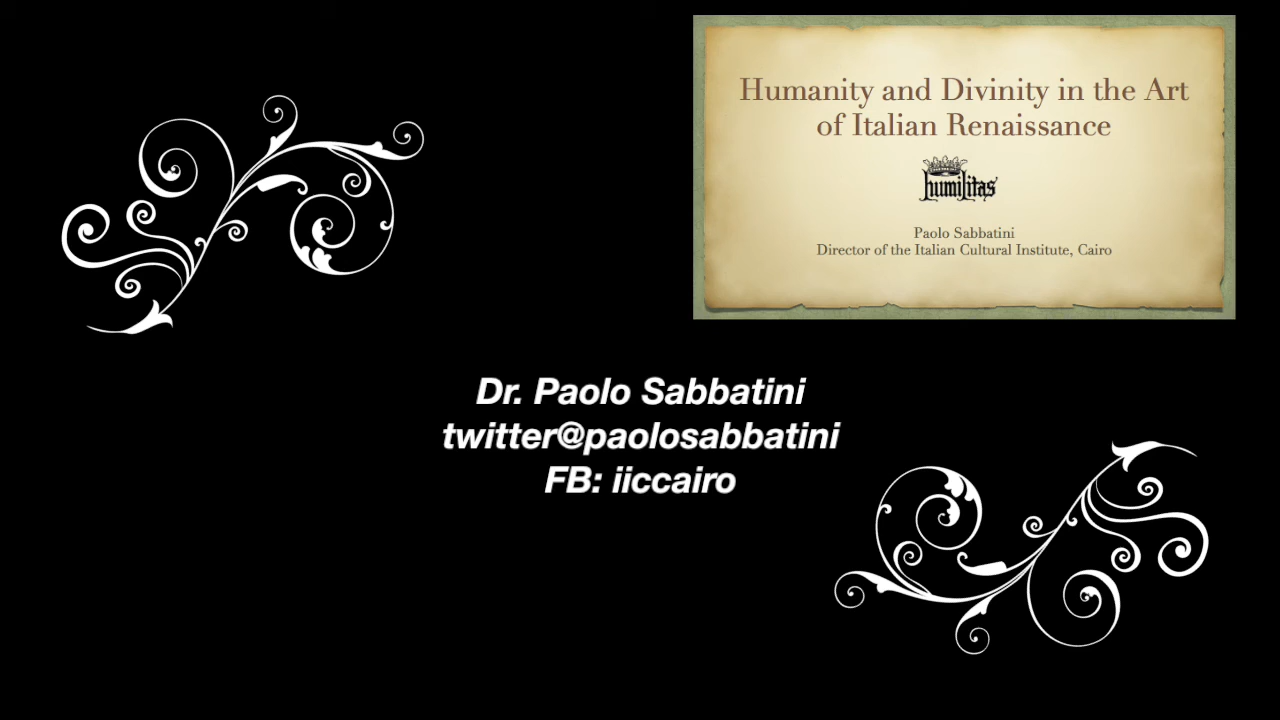 Humanity and Divinity in the Art
of Italian Renaissance
humilitas
Paolo Sabbatini
Director of the Italian Cultural Institute, Cairo
Dr. Paolo Sabbatini
twitter@paolosabbatini
FB: iiccairo